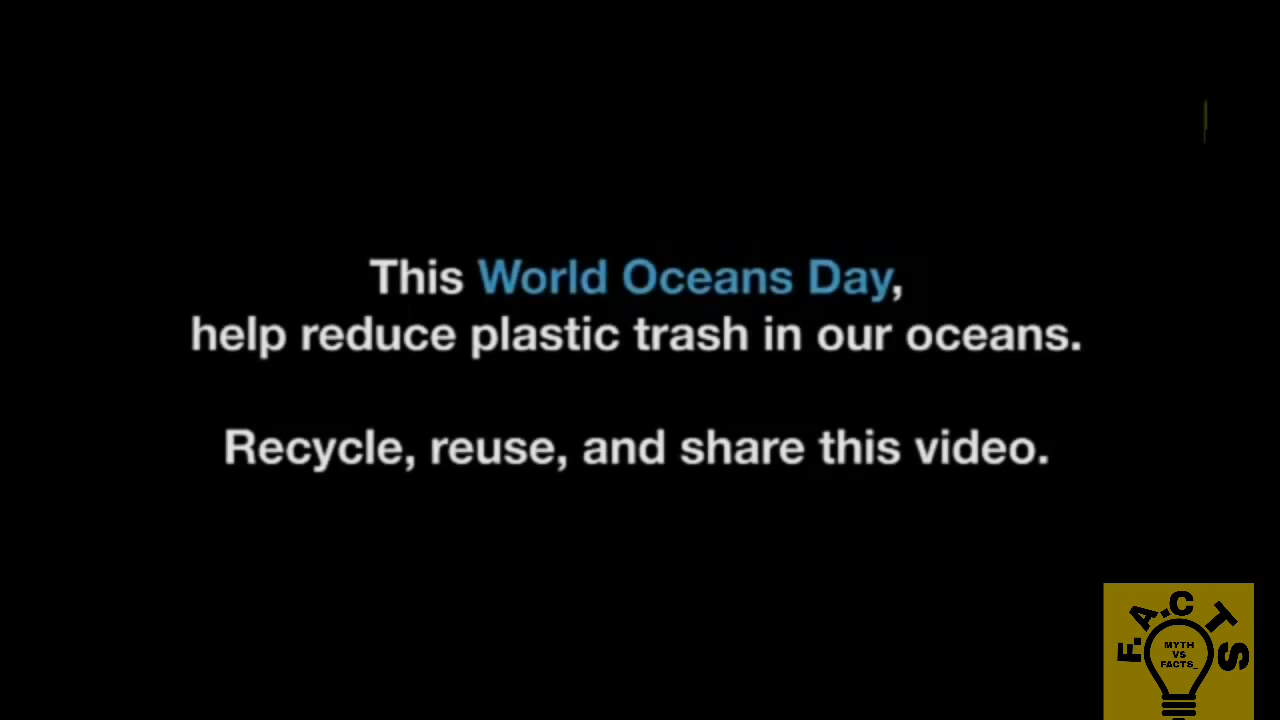 This World Oceans Day,
help reduce plastic trash in our oceans.
Recycle, reuse, and share this video.
F.A.CTS
MYTH
VS
FACTS_